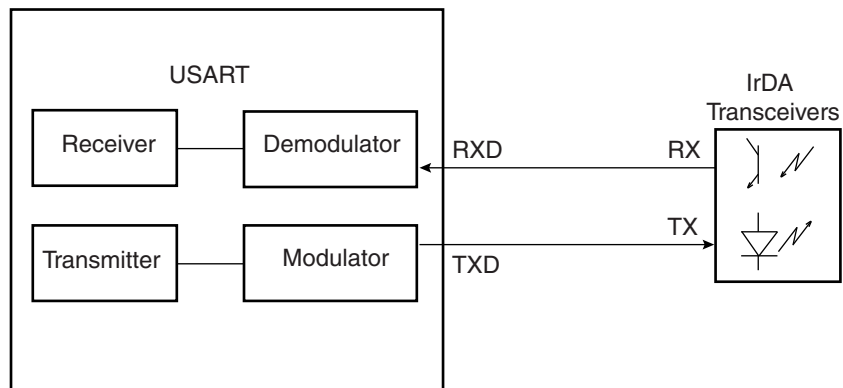 USART
IrDA
Transceivers
Receiver
Demodulator
RXD
RX
Transmitter
Modulator
TXD
TX